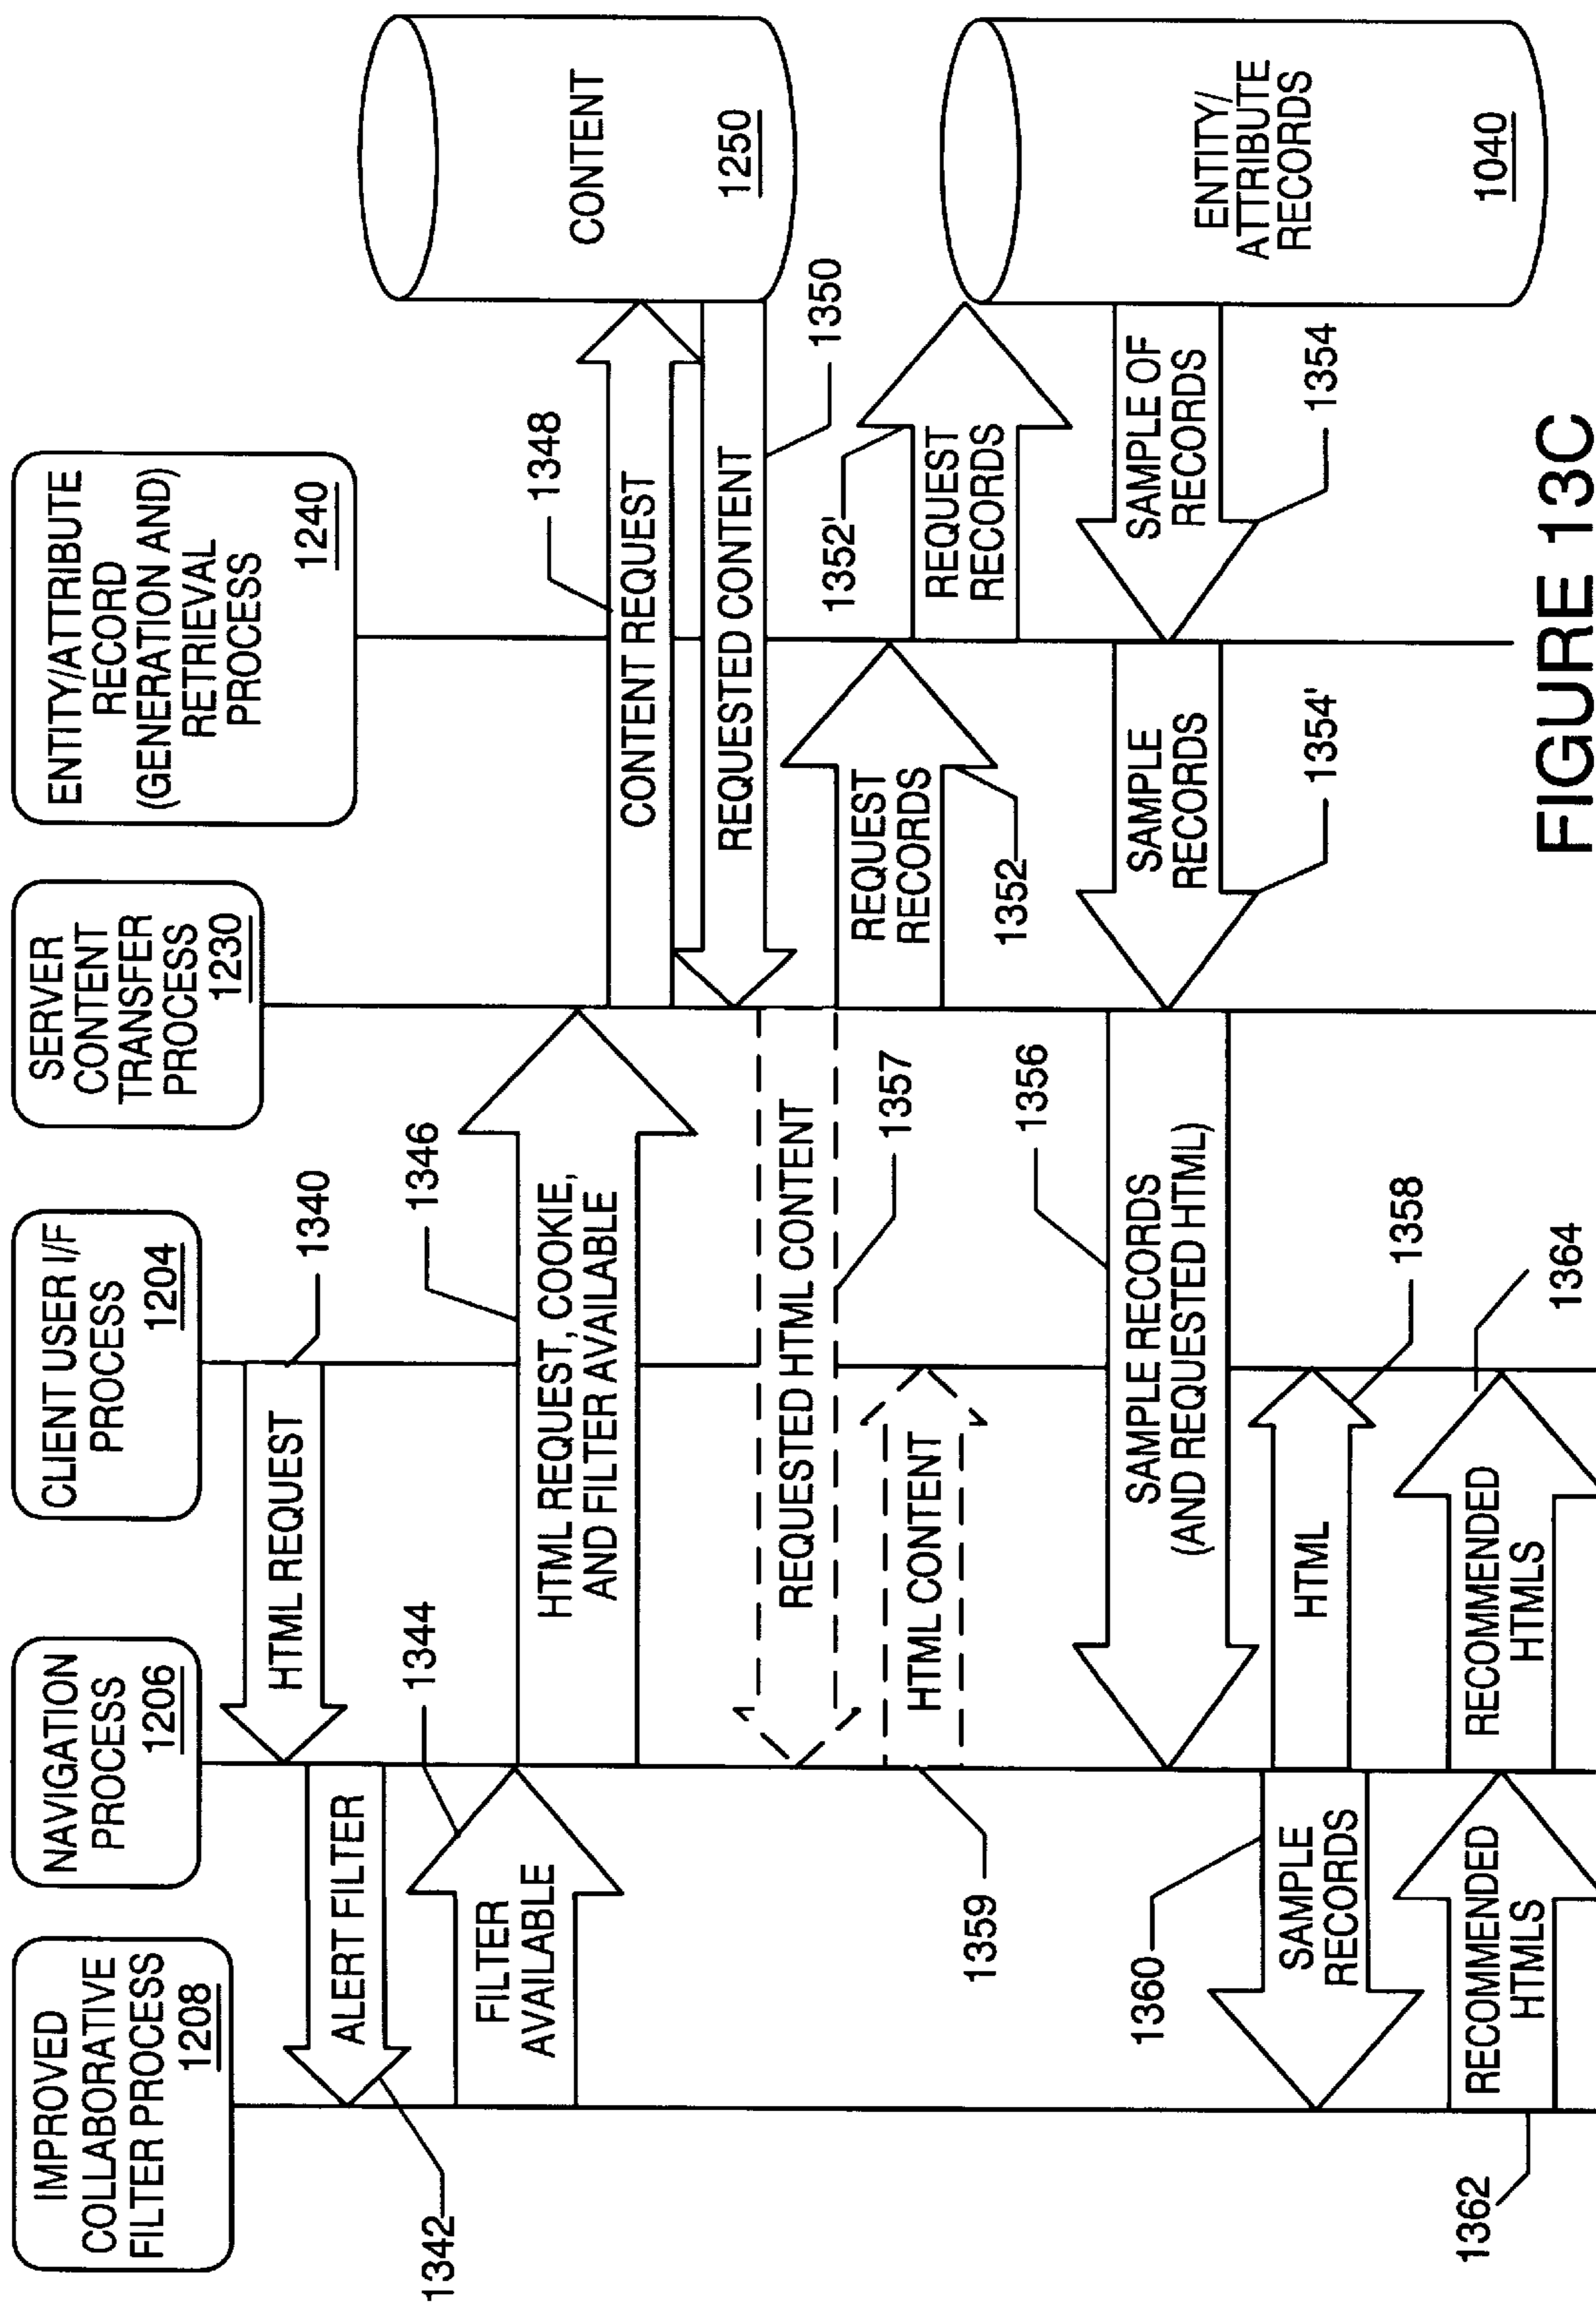 IMPROVED
COLLABORATIVE
FILTER PROCESS
1208
NAVIGATION
PROCESS
1206
CLIENT USER I/F
PROCESS
1204
SERVER
CONTENT
TRANSFER
PROCESS
1230
ENTITY/ATTRIBUTE
RECORD
(GENERATION AND)
RETRIEVAL
PROCESS
1240
HTML REQUEST
1340
ALERT FILTER
1342
FILTER
AVAILABLE
1344
HTML REQUEST, COOKIE,
AND FILTER AVAILABLE
1346
CONTENT REQUEST
1348
CONTENT
1250
REQUESTED CONTENT
1350
REQUESTED HTML CONTENT
1357
REQUEST
RECORDS
1352
REQUEST
RECORDS
1352'
HTML CONTENT
1359
ENTITY/
ATTRIBUTE
RECORDS
1040
SAMPLE OF
RECORDS
1354
SAMPLE
RECORDS
1354'
SAMPLE RECORDS
(AND REQUESTED HTML)
1356
HTML
1358
SAMPLE
RECORDS
1360
RECOMMENDED
HTMLS
1362
RECOMMENDED
HTMLS
1364
FIGURE 13C